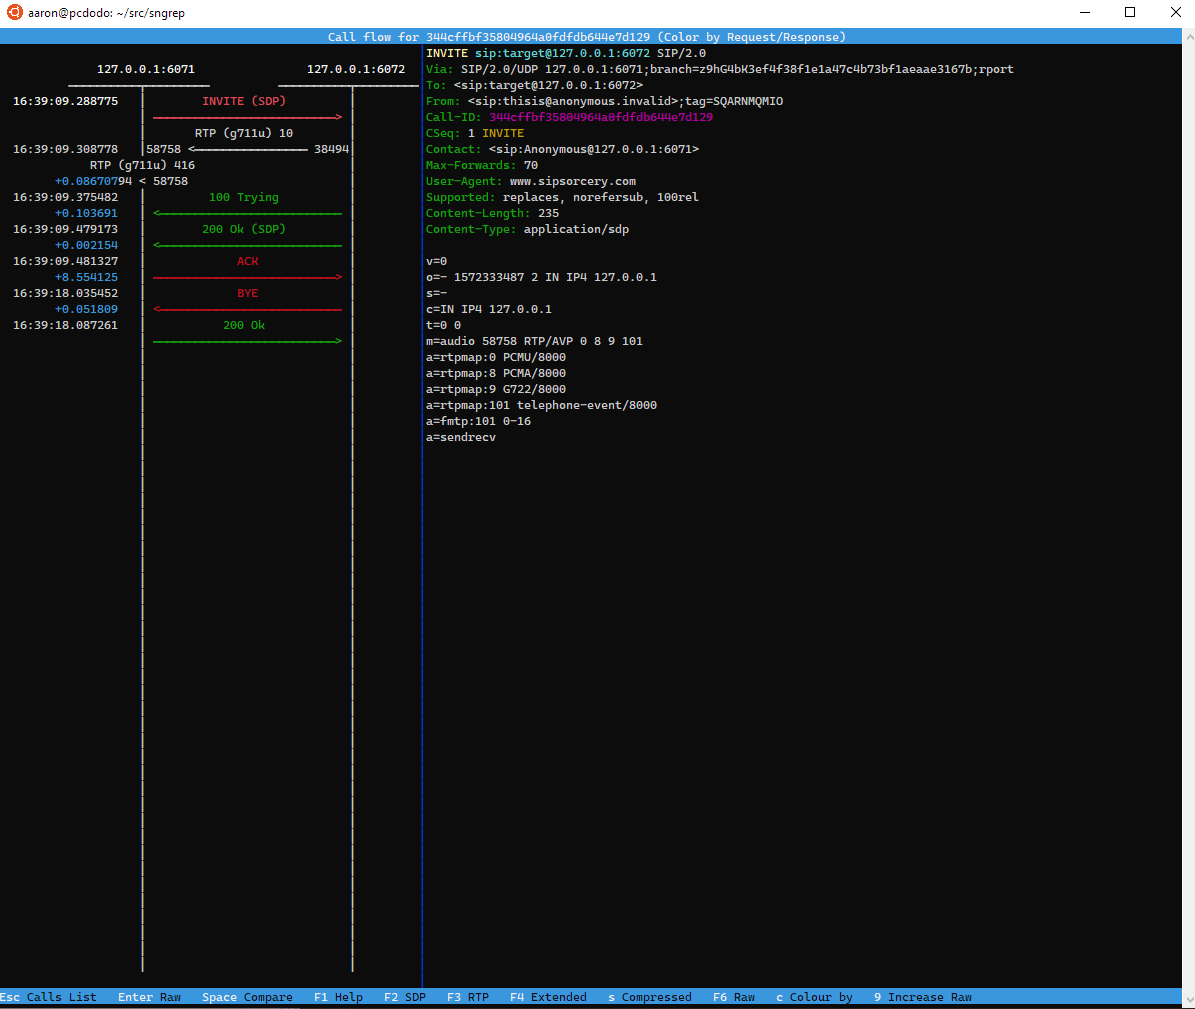 aaron@pcdodo: ~/src/sngrep
Call flow for 344cffbf35804964a0fdfdb644e7d129 (Color by Request/Response)
127.0.0.1:6071 127.0.0.1:6072
16:39:09.288775 INVITE (SDP)
RTP (g711u) 10
16:39:09.308778 58758 <──────────────── 38494
RTP (g711u) 416
+0.08670794 < 58758
16:39:09.375482 100 Trying
+0.103691
16:39:09.479173 200 Ok (SDP)
+0.002154
16:39:09.481327 ACK
+8.554125
16:39:18.035452 BYE
+0.051809
16:39:18.087261 200 Ok
INVITE sip:target@127.0.0.1:6072 SIP/2.0
Via: SIP/2.0/UDP 127.0.0.1:6071;branch=z9hG4bK3ef4f38f1e1a47c4b73bf1aeaae3167b;rport
To: <sip:target@127.0.0.1:6072>
From: <sip:thisis@anonymous.invalid>;tag=SQARNMQMIO
Call-ID: 344cffbf35804964a0fdfdb644e7d129
CSeq: 1 INVITE
Contact: <sip:Anonymous@127.0.0.1:6071>
Max-Forwards: 70
User-Agent: www.sipsorcery.com
Supported: replaces, norefersub, 100rel
Content-Length: 235
Content-Type: application/sdp
v=0
o=- 1572333487 2 IN IP4 127.0.0.1
s=-
c=IN IP4 127.0.0.1
t=0 0
m=audio 58758 RTP/AVP 0 8 9 101
a=rtpmap:0 PCMU/8000
a=rtpmap:8 PCMA/8000
a=rtpmap:9 G722/8000
a=rtpmap:101 telephone-event/8000
a=fmtp:101 0-16
a=sendrecv
Esc Calls List Enter Raw Space Compare F1 Help F2 SDP F3 RTP F4 Extended s Compressed F6 Raw c Colour by 9 Increase Raw